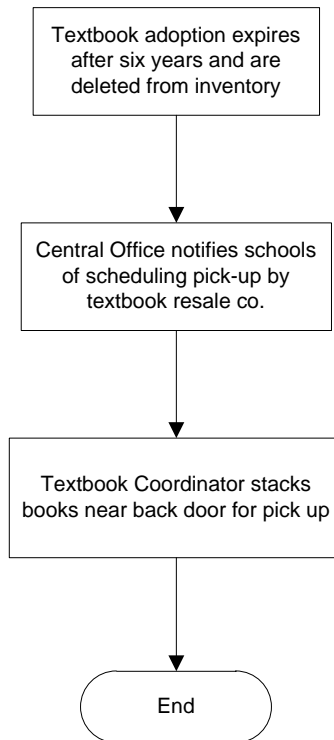 Textbook adoption expires
after six years and are
deleted from inventory
Central Office notifies schools
of scheduling pick-up by
textbook resale co.
Textbook Coordinator stacks
books near back door for pick up
End